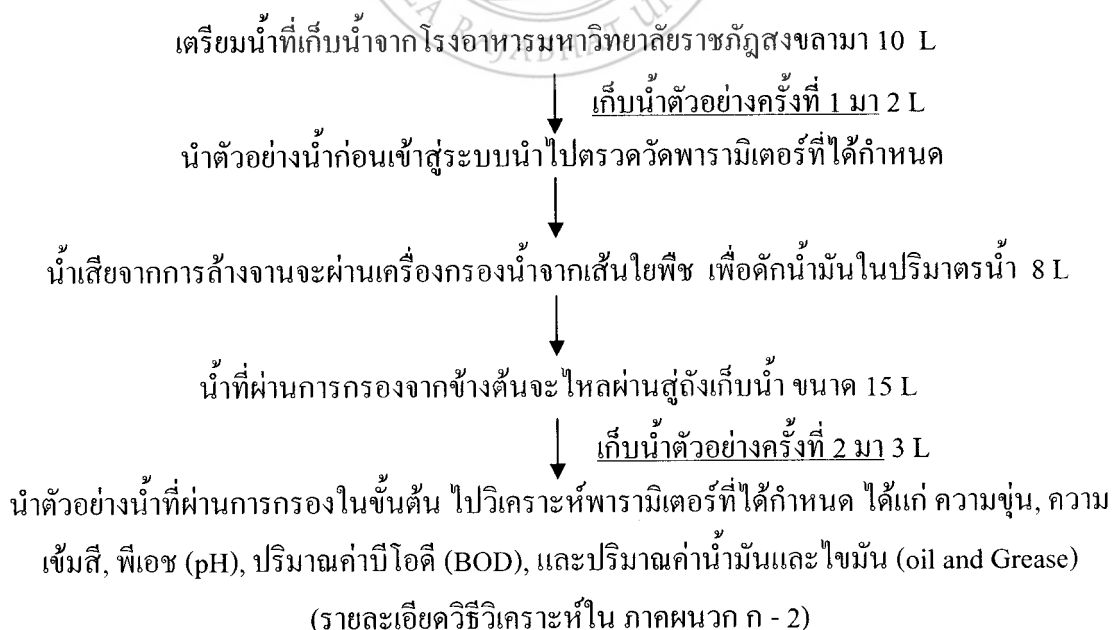 เตรียมน้ำที่เก็บน้ำจากโรงอาหารมหาวิทยาลัยราชภัฎสงขลามา 10 L
เก็บน้ำตัวอย่างครั้งที่ 1 มา 2 L
นำตัวอย่างน้ำก่อนเข้าสู่ระบบนำไปตรวดวัดพารามิเตอร์ที่ได้กำหนด
น้ำเสียจากการล้างจานจะผ่านเครื่องกรองน้ำจากเส้นใยพืช เพื่อดักน้ำมันในปริมาตรน้ำ 8 L
น้ำที่ผ่านการกรองจากข้างต้นจะไหลผ่านสู่ถังเก็บน้ำ ขนาด 15 L
เก็บน้ำตัวอย่างครั้งที่ 2 มา 3 L
นำตัวอย่างน้ำที่ผ่านการกรองในขั้นต้น ไปวิเคราะห์พารามิเตอร์ที่ได้กำหนด ได้แก่ ความขุ่น, ความ
เข้มสี, พีเอช (pH), ปริมาณค่าบีโอดี (BOD), และปริมาณค่าน้ำมันและไขมัน (oil and Grease)
(รายละเอียดวิธีวิเคราะห์ใน ภาคผนวก ก - 2)